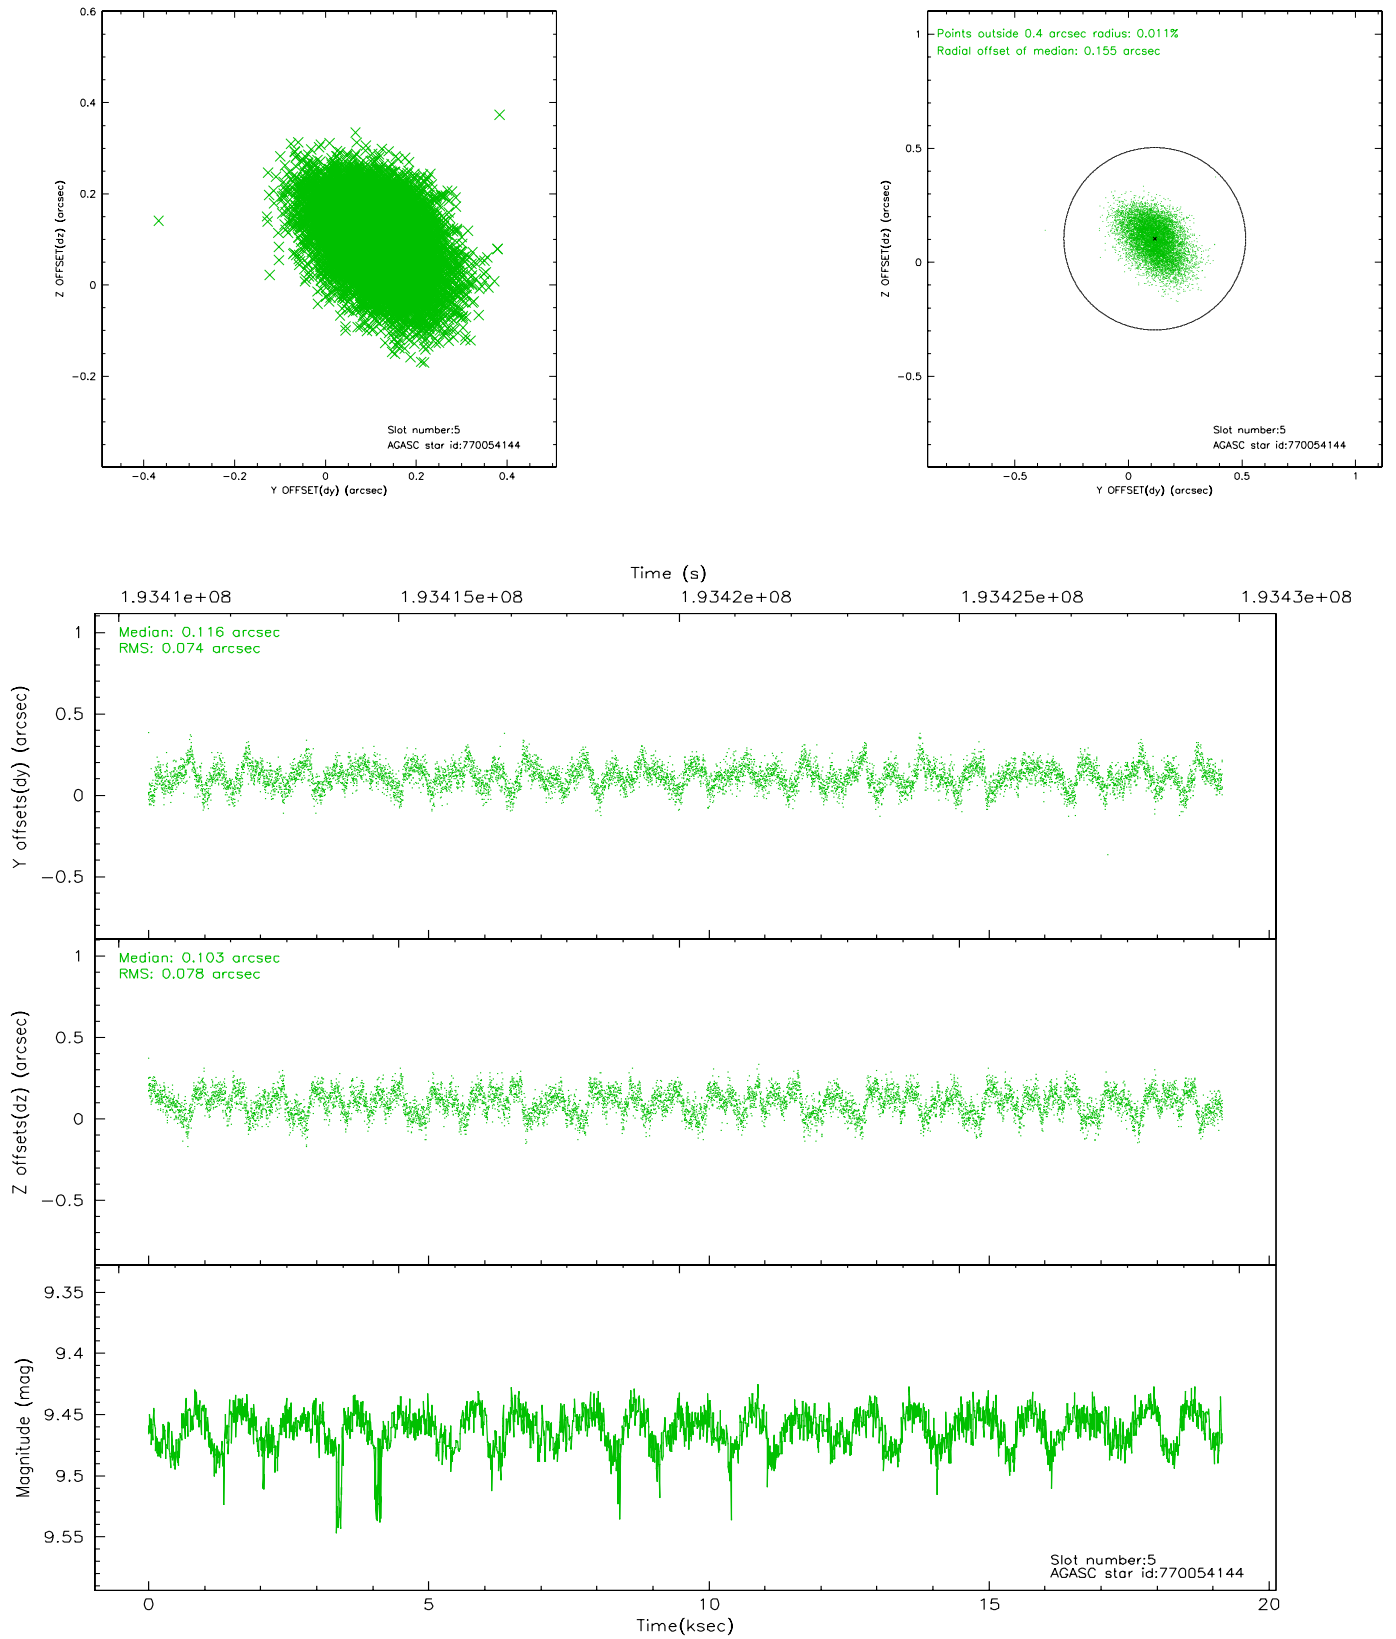 0.6
0.4
0.2
0
−0.2
−0.4
−0.2
0
0.2
0.4
Z OFFSET(dz) (arcsec)
Y OFFSET(dy) (arcsec)
Slot number:5
AGASC star id:770054144
Points outside 0.4 arcsec radius: 0.011%
Radial offset of median: 0.155 arcsec
1
0.5
0
−0.5
−0.5
0
0.5
1
Z OFFSET(dz) (arcsec)
Y OFFSET(dy) (arcsec)
Slot number:5
AGASC star id:770054144
Time (s)
1.9341e+08
1.93415e+08
1.9342e+08
1.93425e+08
1.9343e+08
Median: 0.116 arcsec
RMS: 0.074 arcsec
1
0.5
0
−0.5
Y offsets(dy) (arcsec)
Median: 0.103 arcsec
RMS: 0.078 arcsec
1
0.5
0
−0.5
Z offsets(dz) (arcsec)
9.35
9.4
9.45
9.5
9.55
Magnitude (mag)
Slot number:5
AGASC star id:770054144
0
5
10
15
20
Time(ksec)